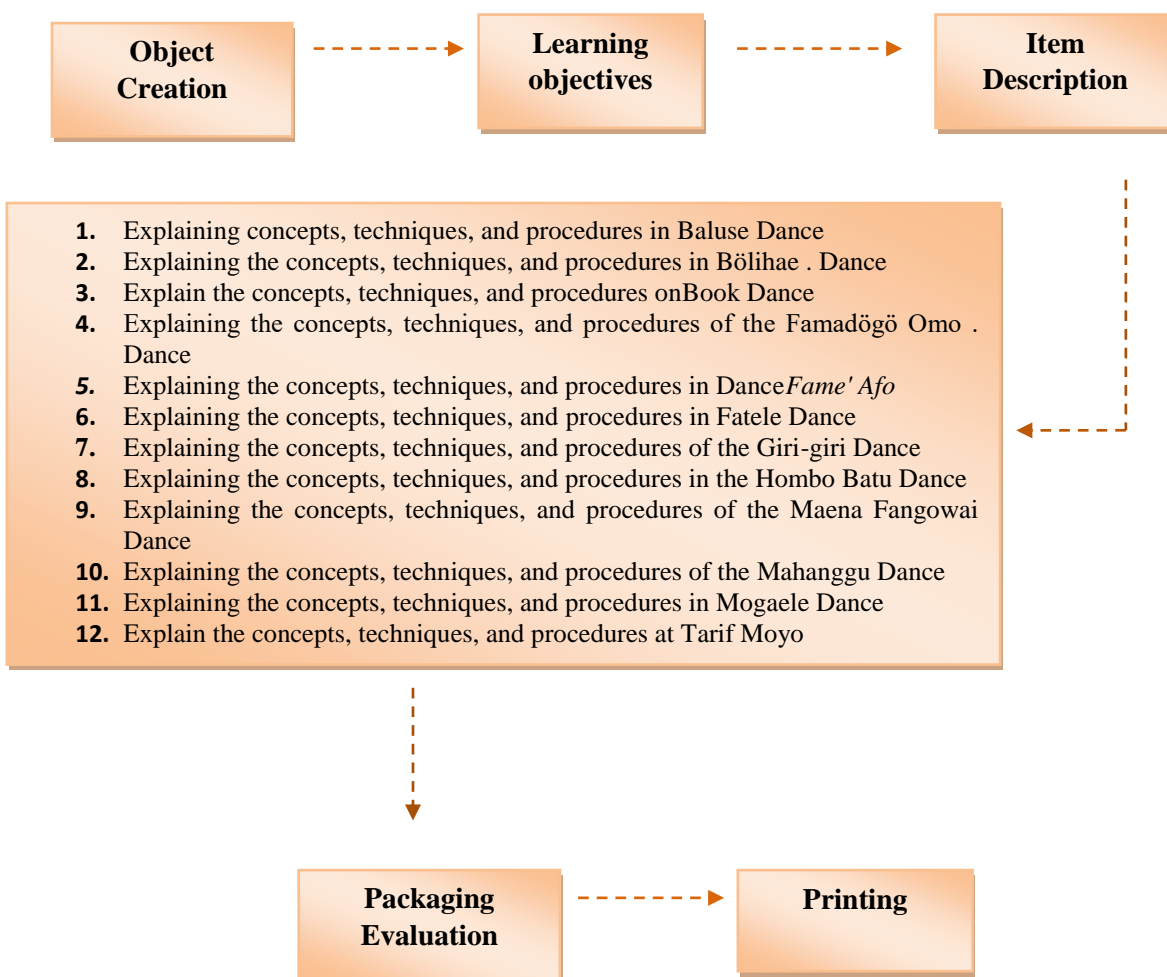 Object
Creation
Learning
objectives
Item
Description
1. Explaining concepts, techniques, and procedures in Baluse Dance
2. Explaining the concepts, techniques, and procedures in Bölihae . Dance
3. Explain the concepts, techniques, and procedures onBook Dance
4. Explaining the concepts, techniques, and procedures of the Famadögö Omo .
Dance
5. Explaining the concepts, techniques, and procedures in DanceFame' Afo
6. Explaining the concepts, techniques, and procedures in Fatele Dance
7. Explaining the concepts, techniques, and procedures of the Giri-giri Dance
8. Explaining the concepts, techniques, and procedures in the Hombo Batu Dance
9. Explaining the concepts, techniques, and procedures of the Maena Fangowai
Dance
10. Explaining the concepts, techniques, and procedures of the Mahanggu Dance
11. Explaining the concepts, techniques, and procedures in Mogaele Dance
12. Explain the concepts, techniques, and procedures at Tarif Moyo
Packaging
Evaluation
Printing